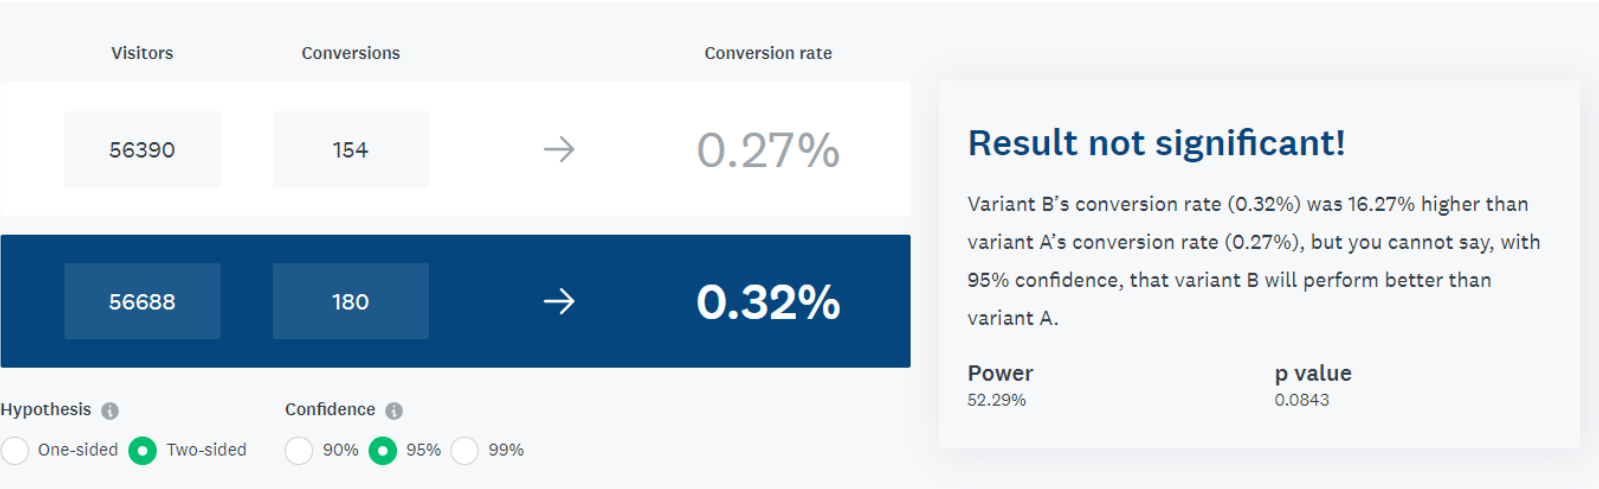 Visitors Conversions Conversion rate
56390 154 → 0.27%
56688 180 → 0.32%
Hypothesis Confidence
One-sided Two-sided 90% 95% 99%
Result not significant!
Variant B’s conversion rate (0.32%) was 16.27% higher than
variant A’s conversion rate (0.27%), but you cannot say, with
95% confidence, that variant B will perform better than
variant A.
Power p value
52.29% 0.0843